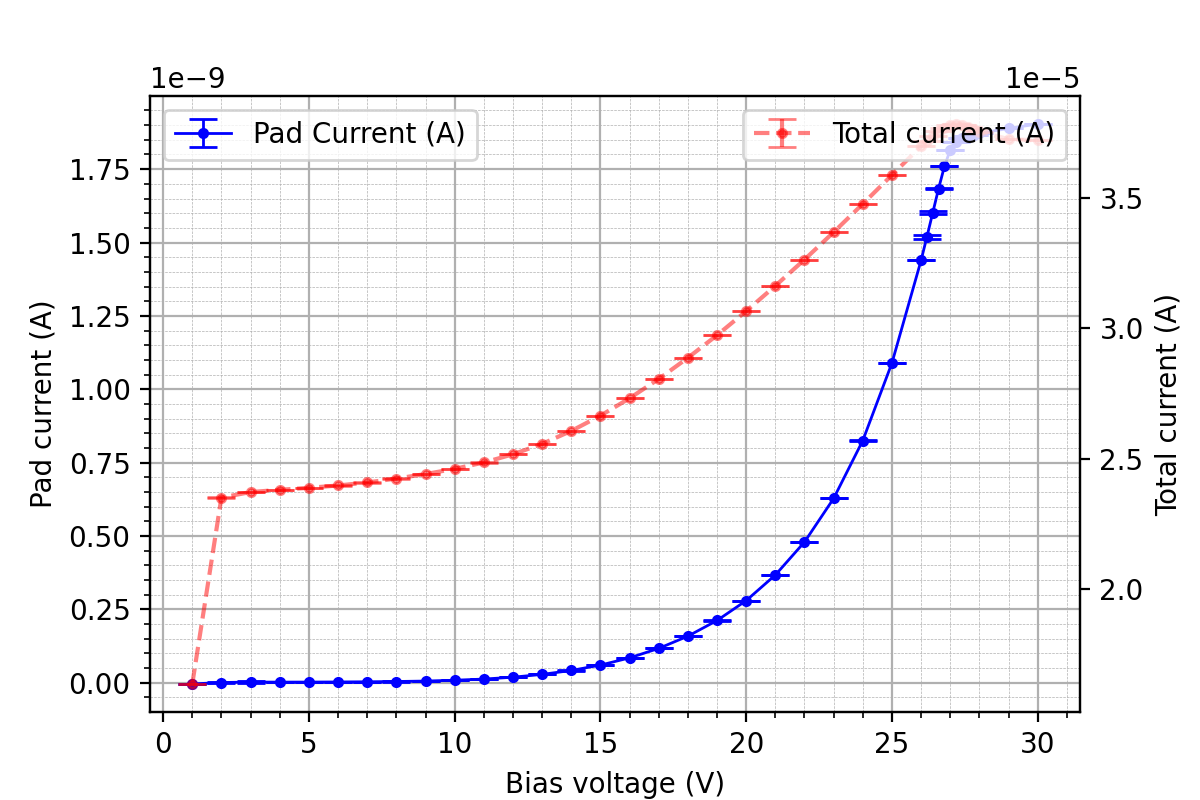 1e−9
1e−5
Pad Current (A)
Total current (A)
1.75
1.50
1.25
1.00
0.75
0.50
0.25
0.00
Pad current (A)
3.5
3.0
2.5
2.0
Total current (A)
0 5 10 15 20 25 30
Bias voltage (V)